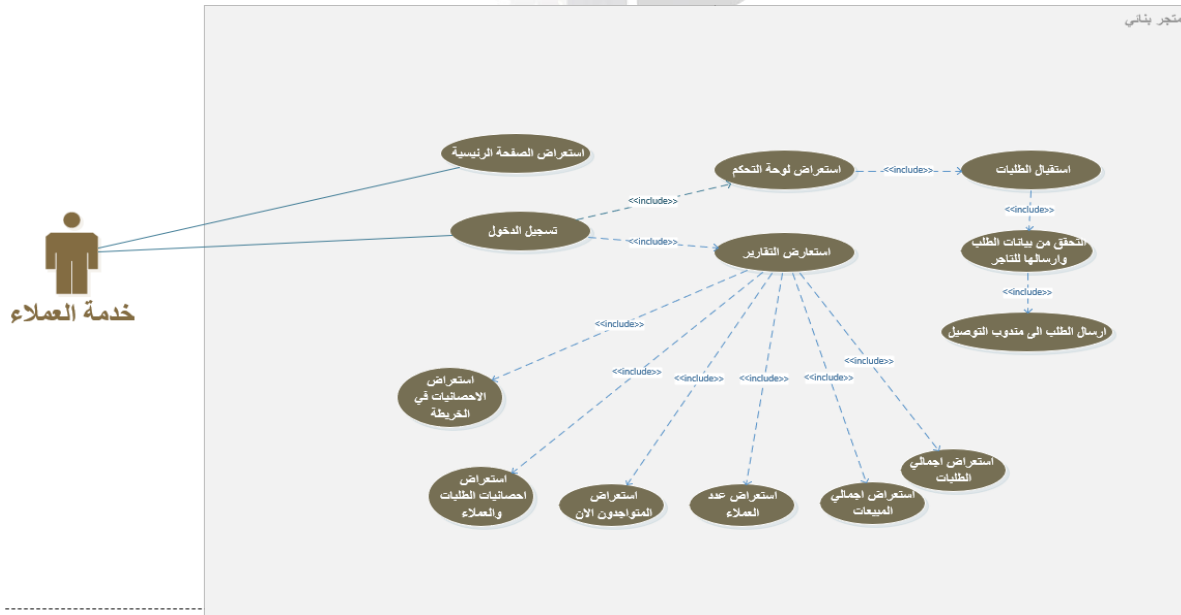 متجر بناتي
استعراض الصفحة الرئيسية
استعراض لوحة التحكم
<<include>>
استقبال الطلبات
<<include>>
<<include>>
تسجيل الدخول
<<include>>
استعارض التقارير
التحقق من بيانات الطلب
وارسالها للتاجر
<<include>>
خدمة العملاء
ارسال الطلب الى مندوب التوصيل
<<include>>
<<include>>
<<include>>
<<include>>
<<include>>
<<include>>
استعراض
الاحصائيات في
الخريطة
استعراض اجمالي
الطلبات
استعراض
احصائيات الطلبات
والعملاء
استعراض
المتواجدون الان
استعراض عدد
العملاء
استعراض اجمالي
المبيعات